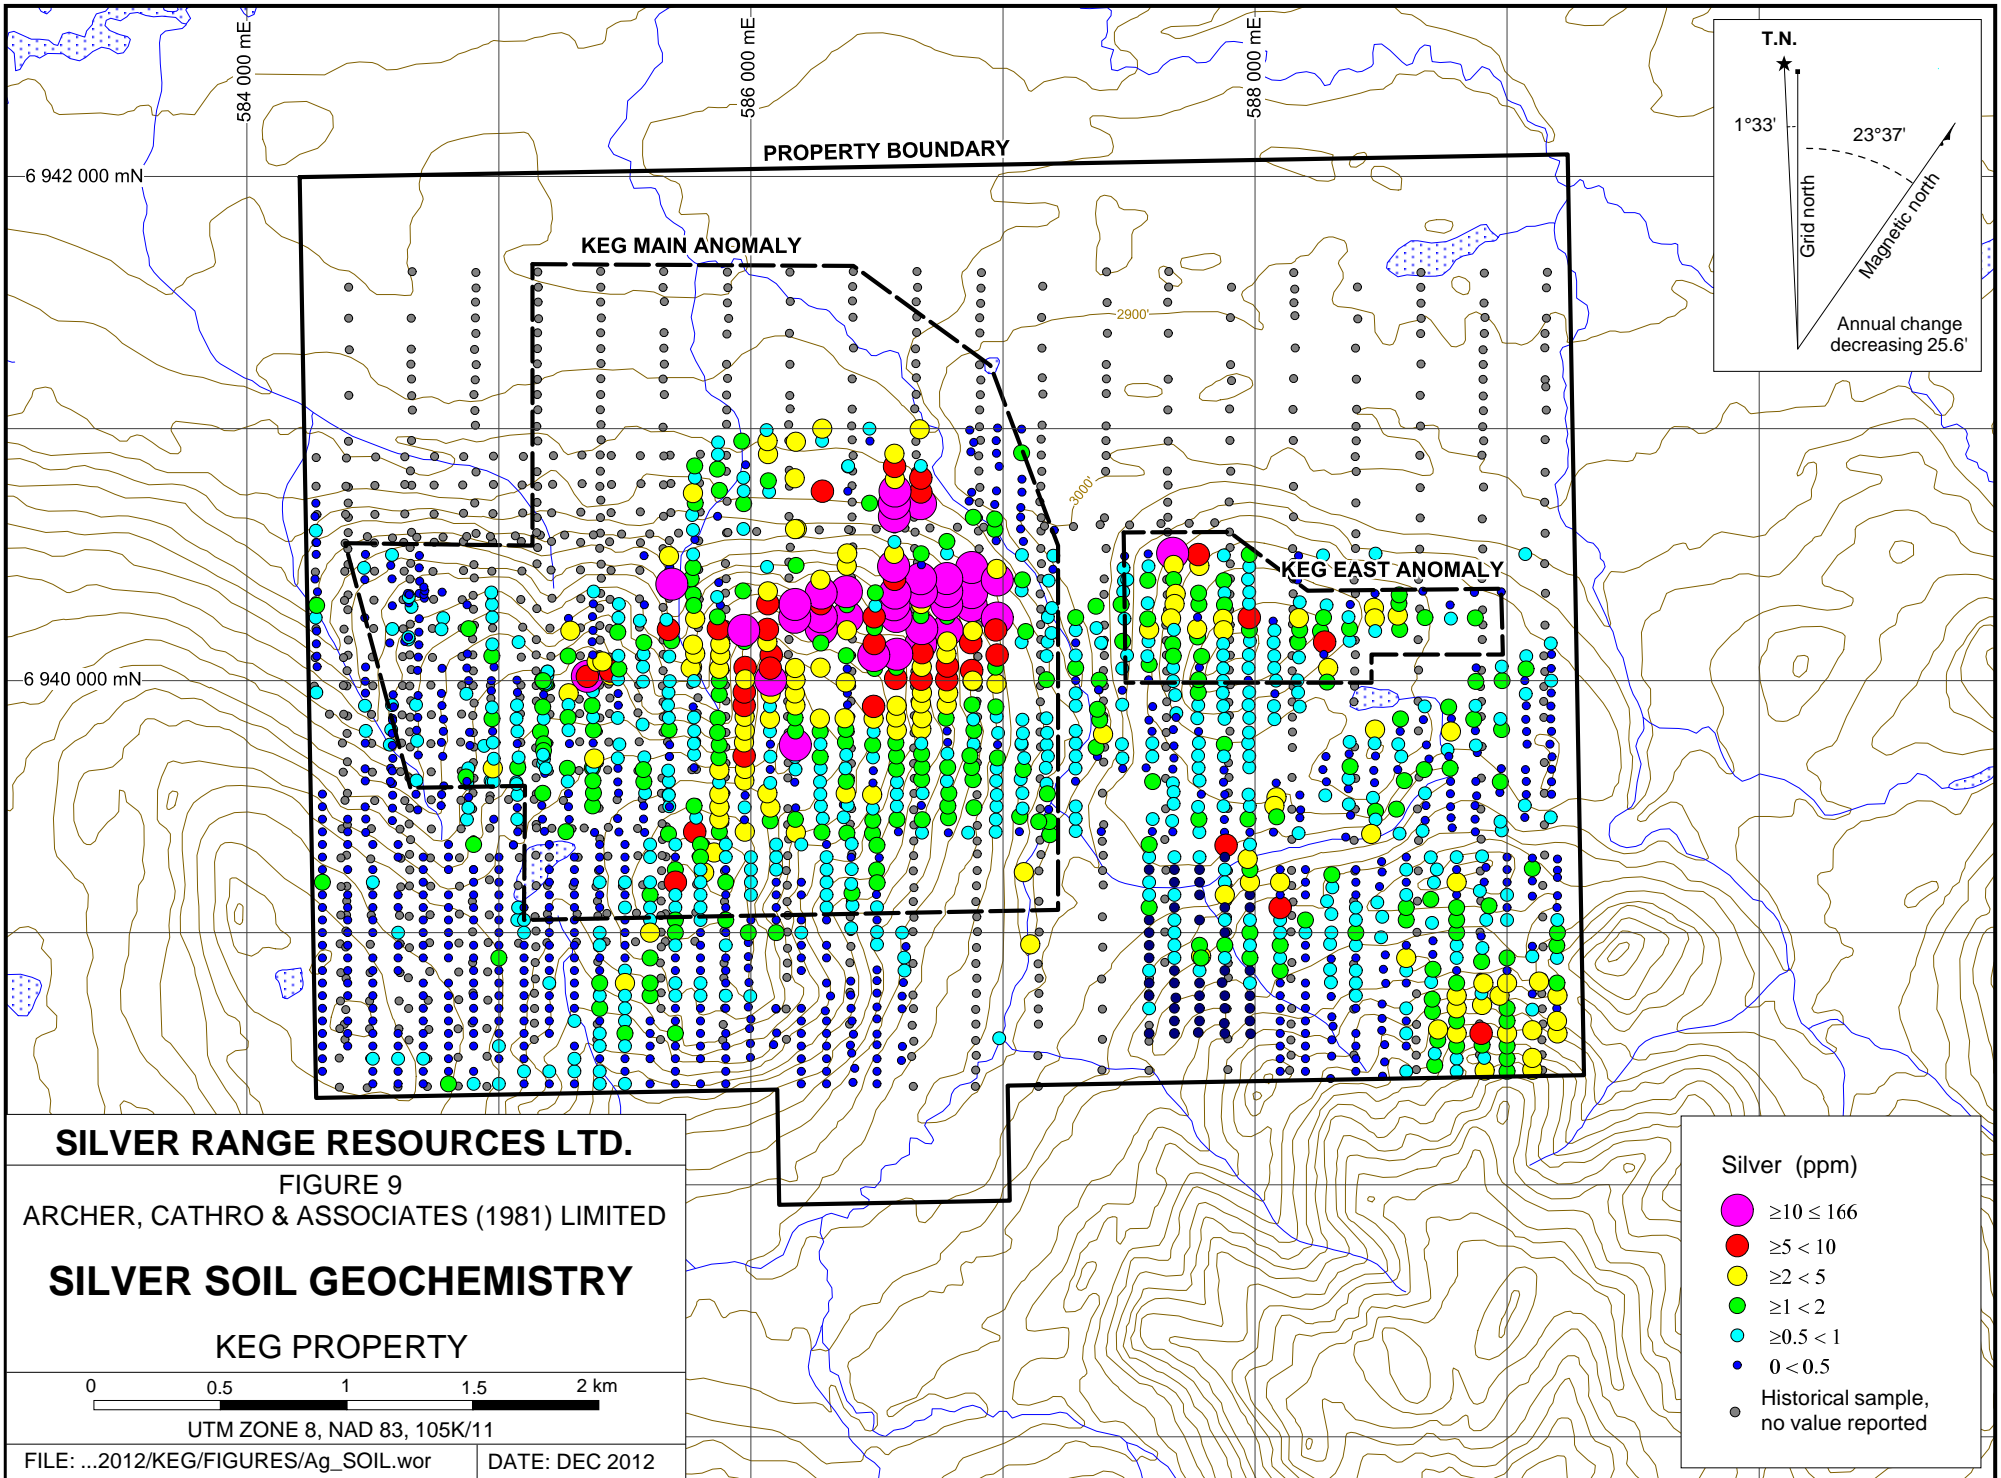 584 000 mE
586 000 mE
588 000 mE
T.N.
1°33'
23°37'
Grid north
Magnetic north
Annual change
decreasing 25.6'
PROPERTY BOUNDARY
6 942 000 mN
KEG MAIN ANOMALY
2900'
3000'
KEG EAST ANOMALY
6 940 000 mN
SILVER RANGE RESOURCES LTD.
FIGURE 9
ARCHER, CATHRO & ASSOCIATES (1981) LIMITED
SILVER SOIL GEOCHEMISTRY
KEG PROPERTY
0 0.5 1 1.5 2 km
UTM ZONE 8, NAD 83, 105K/11
FILE: ...2012/KEG/FIGURES/Ag_SOIL.wor
DATE: DEC 2012
Silver (ppm)
≥10 ≤ 166
≥5 < 10
≥2 < 5
≥1 < 2
≥0.5 < 1
0 < 0.5
Historical sample,
no value reported